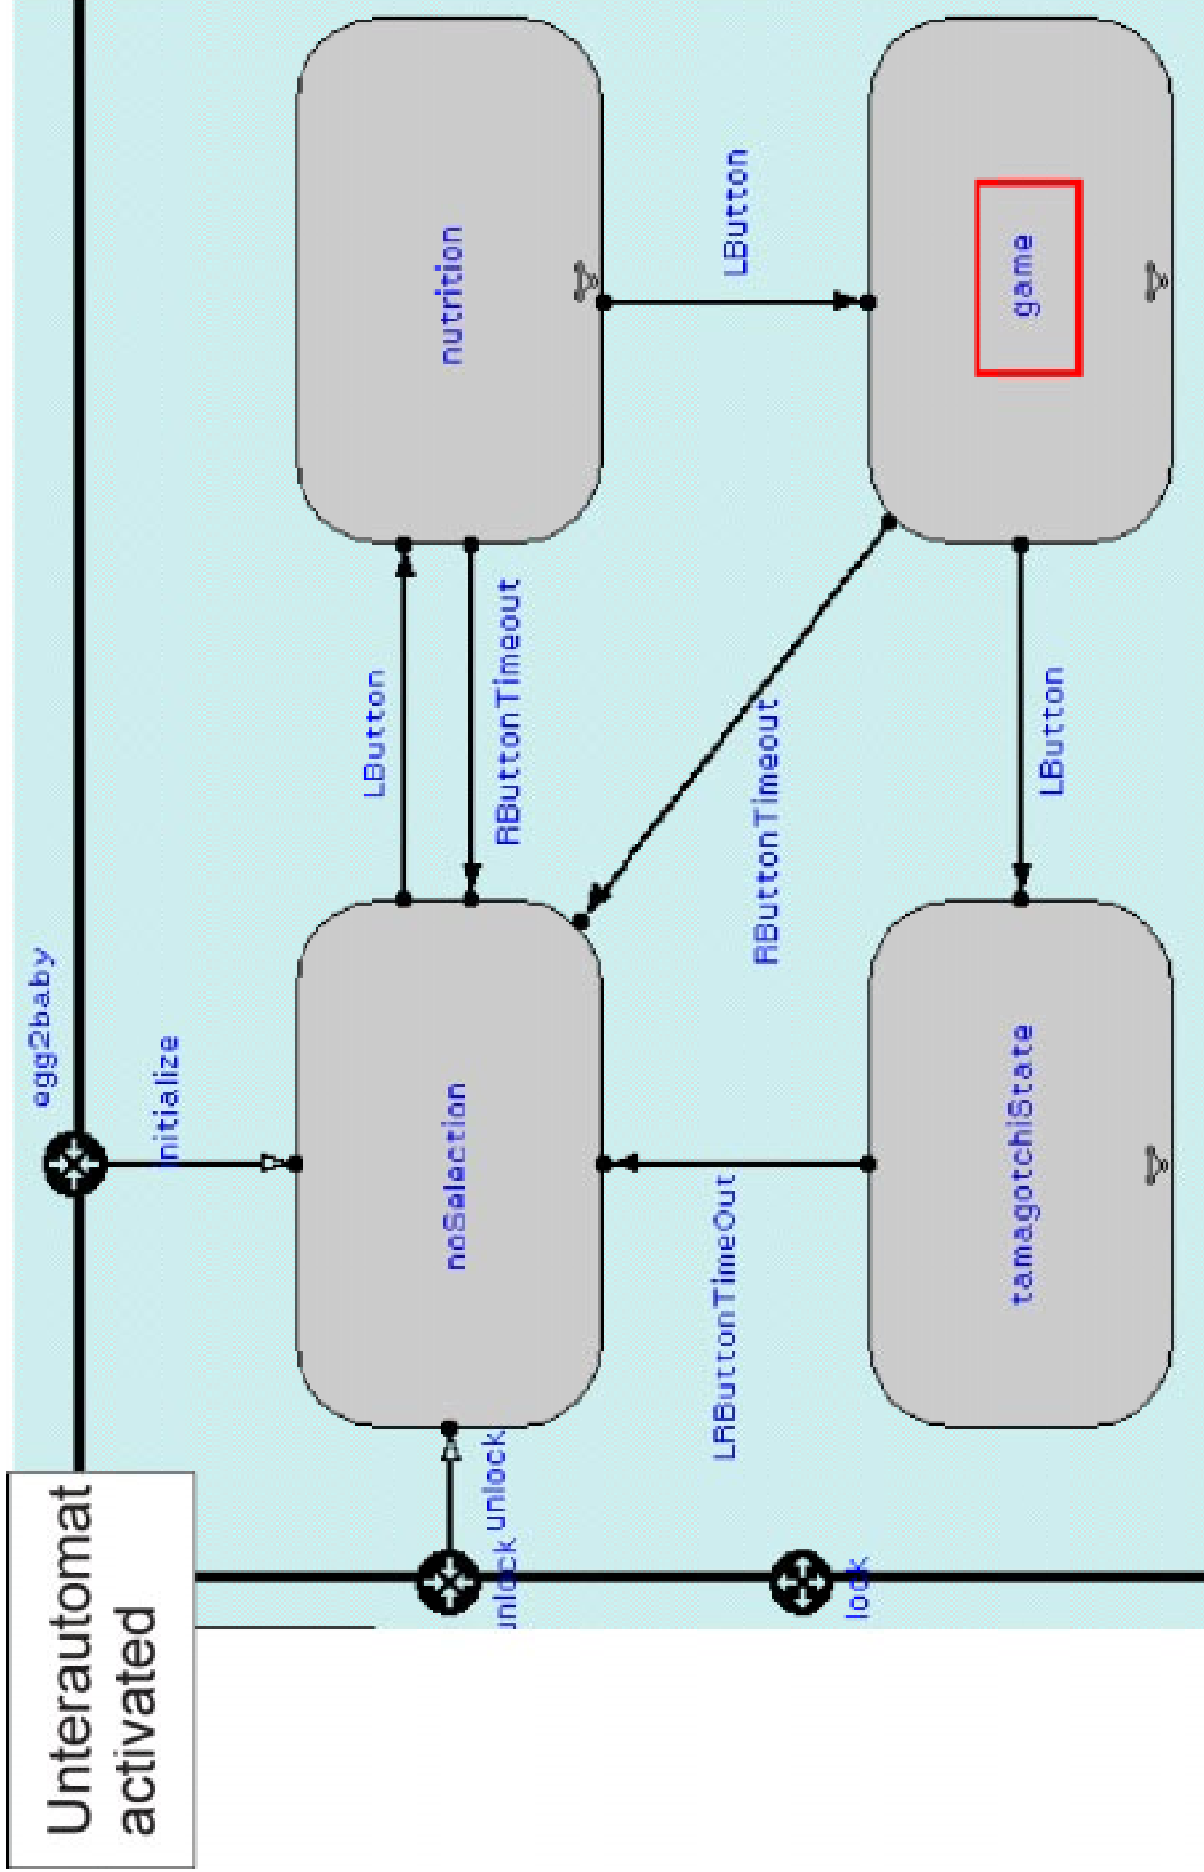 Unterautomat
activated
egg2baby
initialize
unlock
unlock
noSelection
LButton
RButtonTimeout
nutrition
lock
LRButtonTimeOut
RButtonTimeout
LButton
tamagotchiState
LButton
game